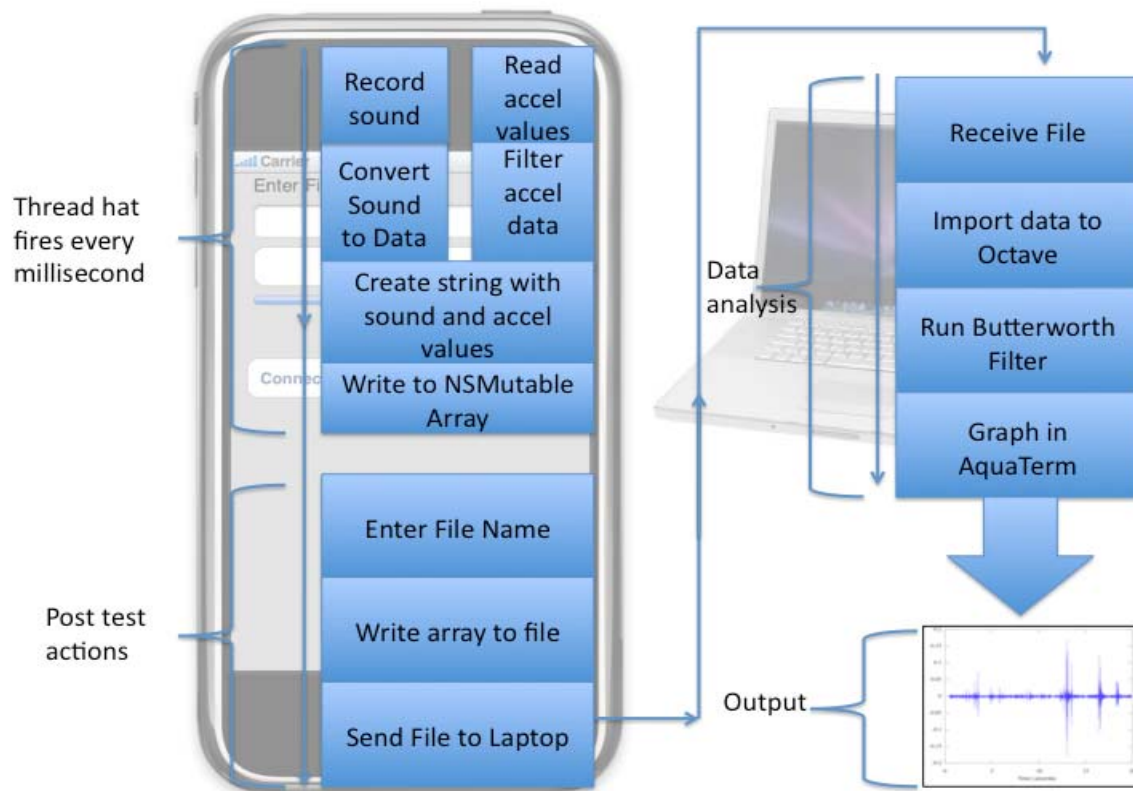 Record
sound
Read
accel
values
Carrier
Enter Fi
Convert
Sound
to Data
Filter
accel
data
Thread hat
fires every
millisecond
Create string with
sound and accel
values
Connec
Write to NSMutable
Array
Enter File Name
Post test
actions
Write array to file
Send File to Laptop
Receive File
Import data to
Octave
Data
analysis
Run Butterworth
Filter
Graph in
AquaTerm
Output